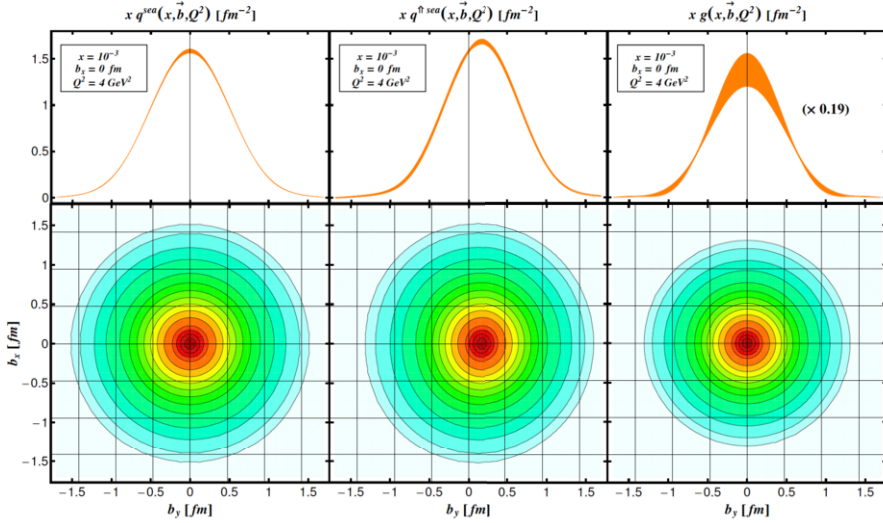 x q^sea(x,b⃗,Q²) [fm⁻²]
x q^⇑sea(x,b⃗,Q²) [fm⁻²]
x g(x,b⃗,Q²) [fm⁻²]
1.5
1
0.5
0
x = 10⁻³
b_x = 0 fm
Q² = 4 GeV²
x = 10⁻³
b_x = 0 fm
Q² = 4 GeV²
x = 10⁻³
b_x = 0 fm
Q² = 4 GeV²
(× 0.19)
b_x [fm]
1.5
1
0.5
0
−0.5
−1
−1.5
−1.5 −1 −0.5 0 0.5 1 1.5
−1.5 −1 −0.5 0 0.5 1 1.5
−1.5 −1 −0.5 0 0.5 1 1.5
b_y [fm]
b_y [fm]
b_y [fm]